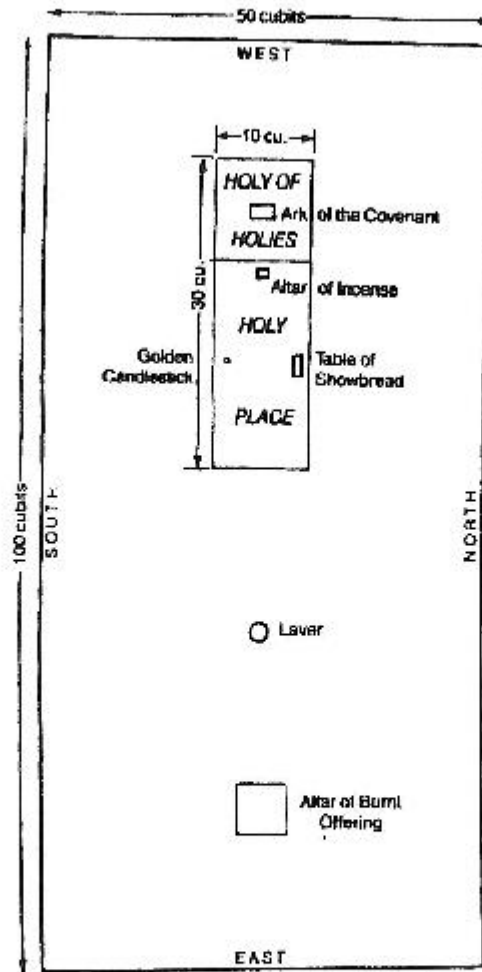 50 cubits
WEST
10 cu.
HOLY OF
Ark of the Covenant
HOLIES
Altar of Incense
30 cu.
HOLY
Golden
Candlestick
Table of
Showbread
PLACE
100 cubits
SOUTH
NORTH
Laver
Altar of Burnt
Offering
EAST